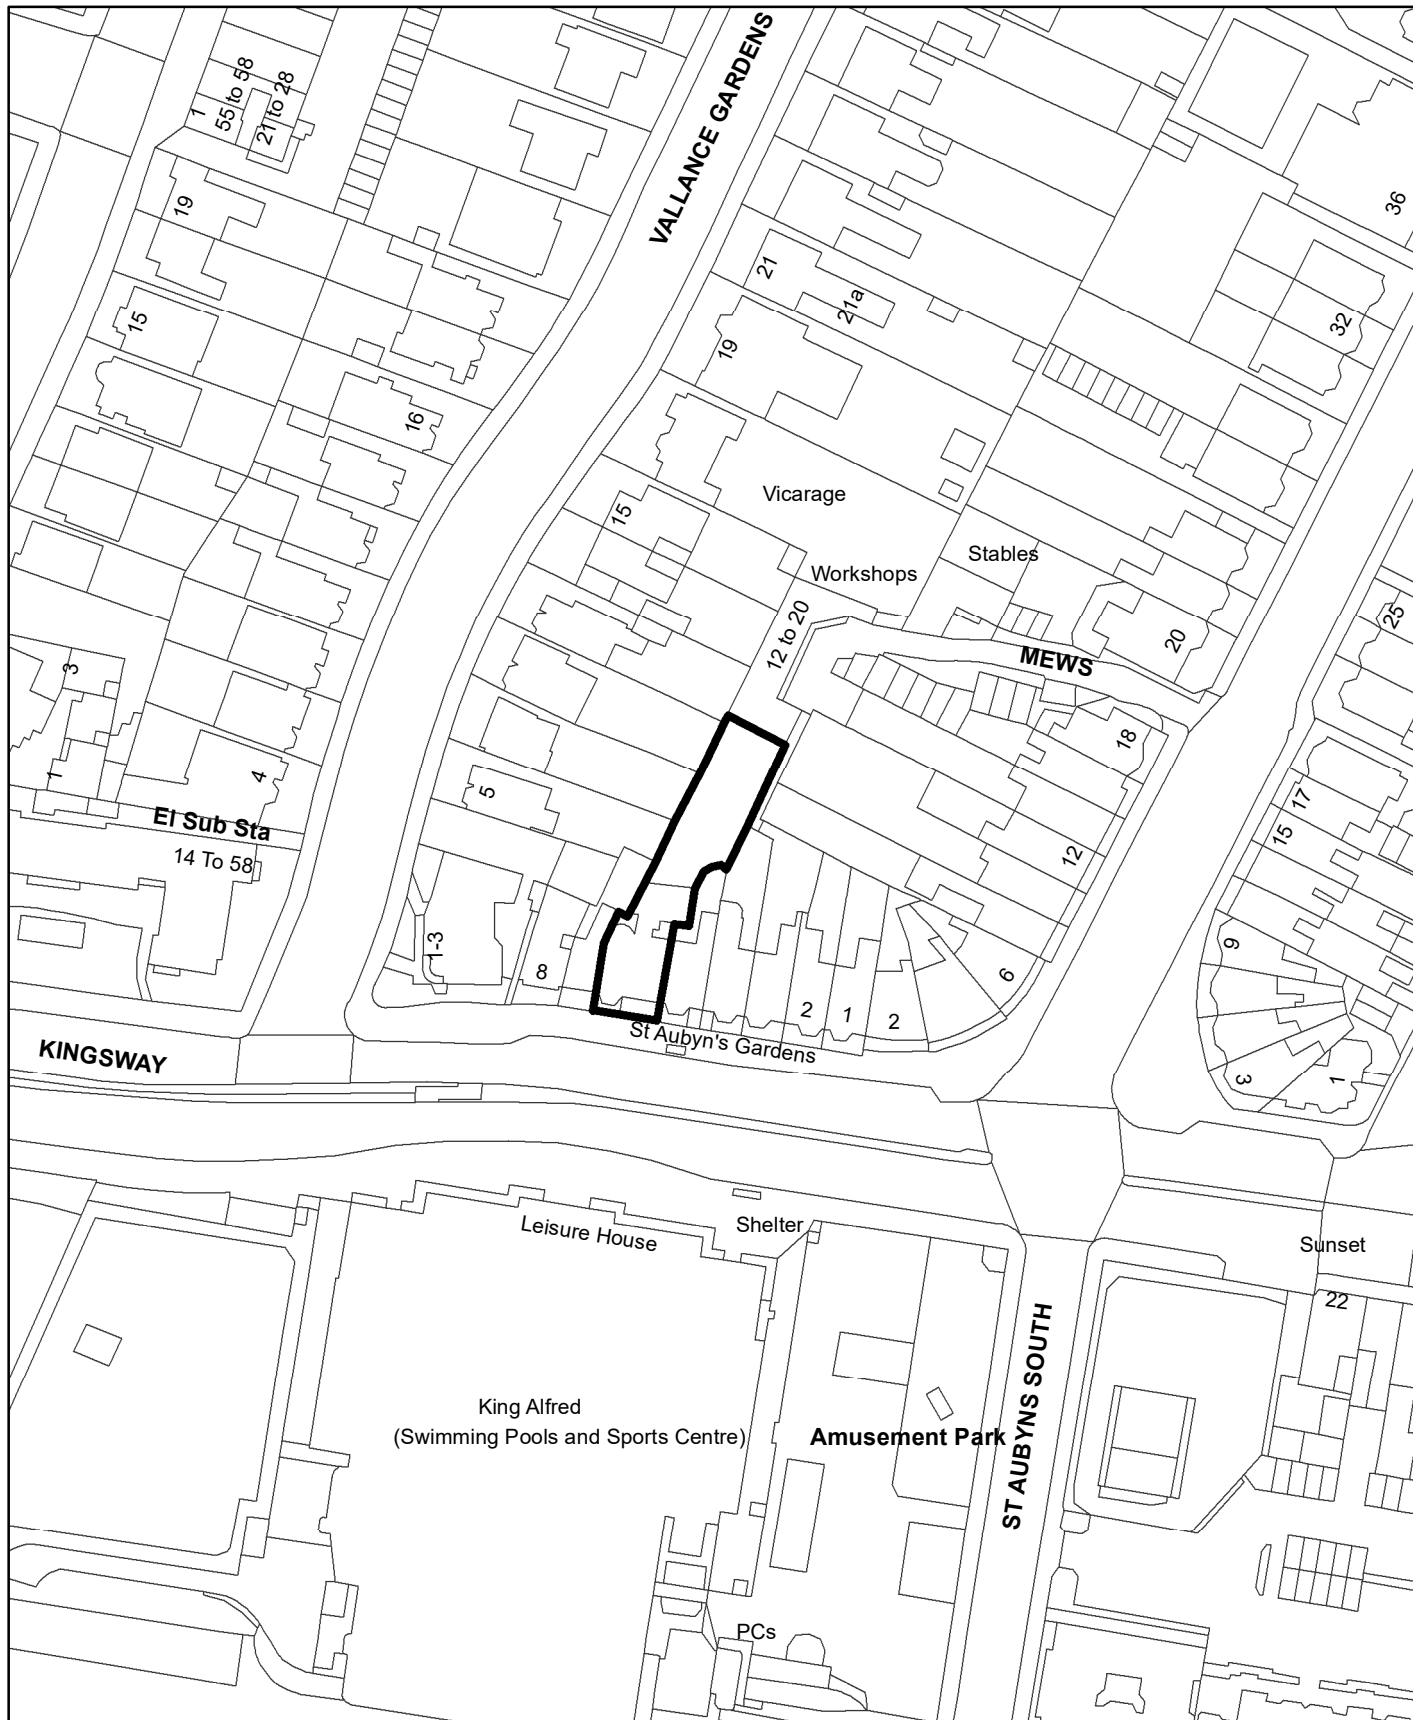 VALLANCE GARDENS
1
55 to 58
21 to 28
19
36
21
21a
32
15
19
16
15
Vicarage
Stables
Workshops
25
12 to 20
20
MEWS
3
18
1
4
5
17
El Sub Sta
15
14 To 58
12
1-3
8
9
6
2
1
2
St Aubyn's Gardens
KINGSWAY
3
1
Leisure House
Shelter
Sunset
22
ST AUBYNS SOUTH
King Alfred
(Swimming Pools and Sports Centre)
Amusement Park
PCs